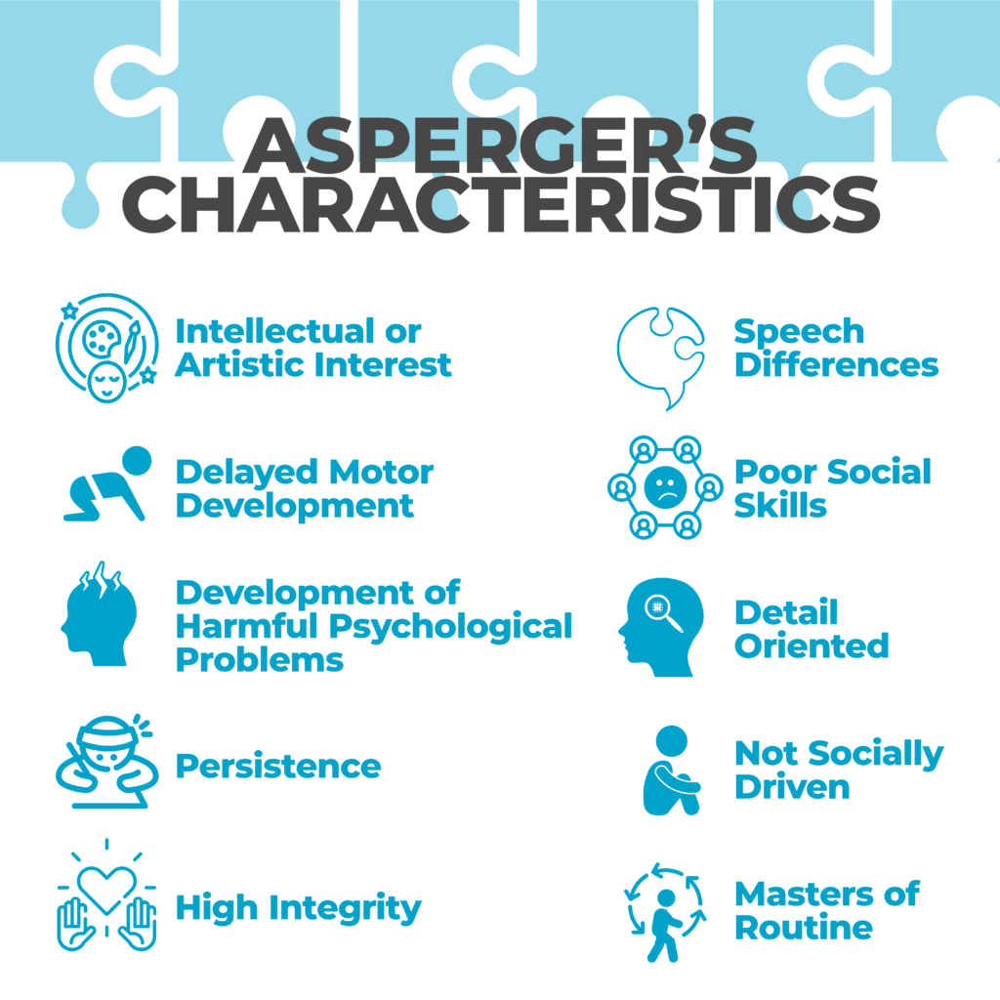 ASPERGER’S
CHARACTERISTICS
Intellectual or
Artistic Interest
Delayed Motor
Development
Development of
Harmful Psychological
Problems
Persistence
High Integrity
Speech
Differences
Poor Social
Skills
Detail
Oriented
Not Socially
Driven
Masters of
Routine